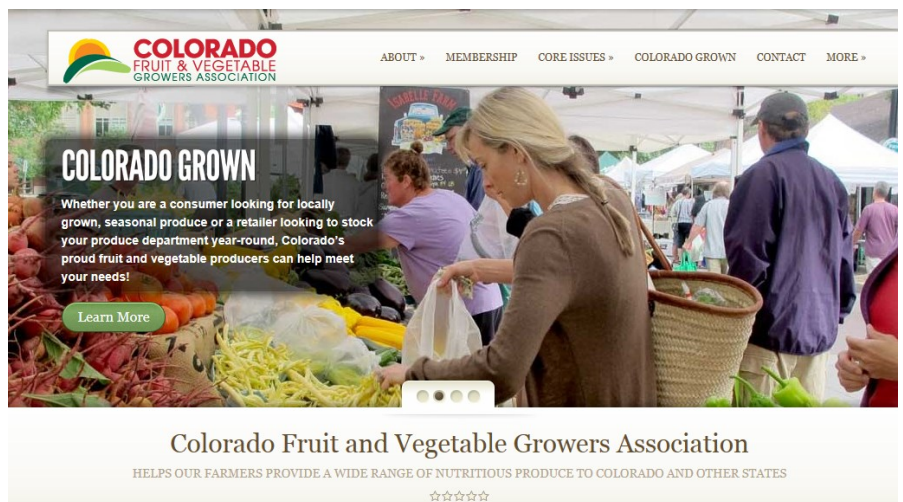 COLORADO
FRUIT & VEGETABLE
GROWERS ASSOCIATION
ABOUT » MEMBERSHIP CORE ISSUES » COLORADO GROWN CONTACT MORE »
ISABELLE FARM
COLORADO GROWN
Whether you are a consumer looking for locally
grown, seasonal produce or a retailer looking to stock
your produce department year-round, Colorado's
proud fruit and vegetable producers can help meet
your needs!
Learn More
Colorado Fruit and Vegetable Growers Association
HELPS OUR FARMERS PROVIDE A WIDE RANGE OF NUTRITIOUS PRODUCE TO COLORADO AND OTHER STATES